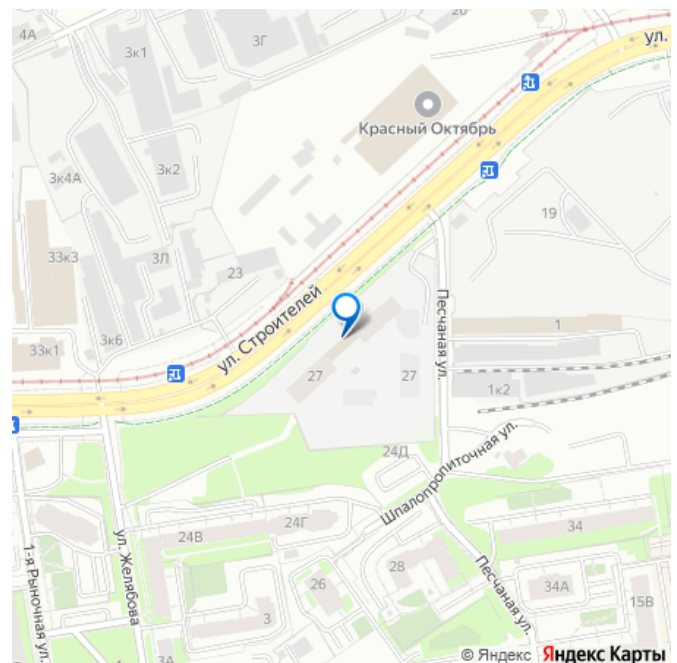 20
4А
3к1
3Г
ул.
Красный Октябрь
3к2
3к4А
19
33к3
3Л
23
Песчаная ул.
ул. Строителей
3к6
33к1
1
27
27
1к2
24Д
Шпалопропиточная ул.
24В
24Г
34
ул. Желябова
1-я Рыночная ул.
28
26
Песчаная ул.
34А
15В
3
3А
© Яндекс Яндекс Карты